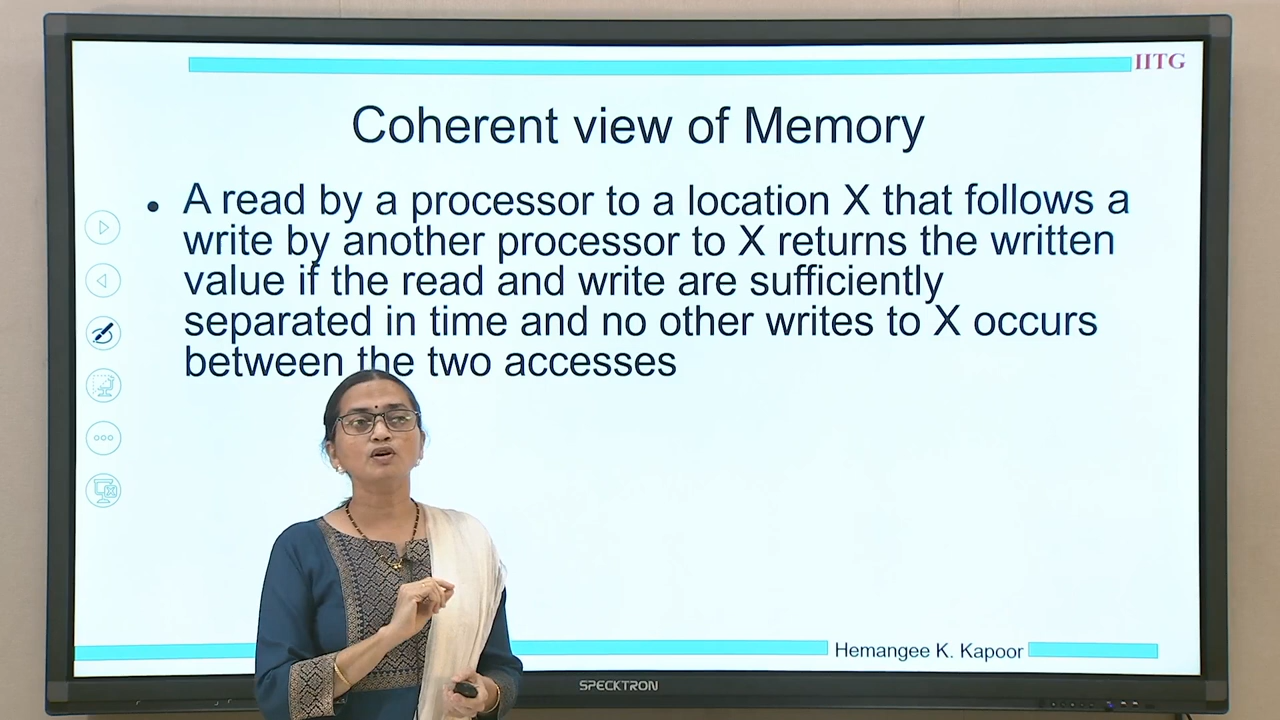 IITG
Coherent view of Memory
• A read by a processor to a location X that follows a
write by another processor to X returns the written
value if the read and write are sufficiently
separated in time and no other writes to X occurs
between the two accesses
Hemangee K. Kapoor
SPECKTRON